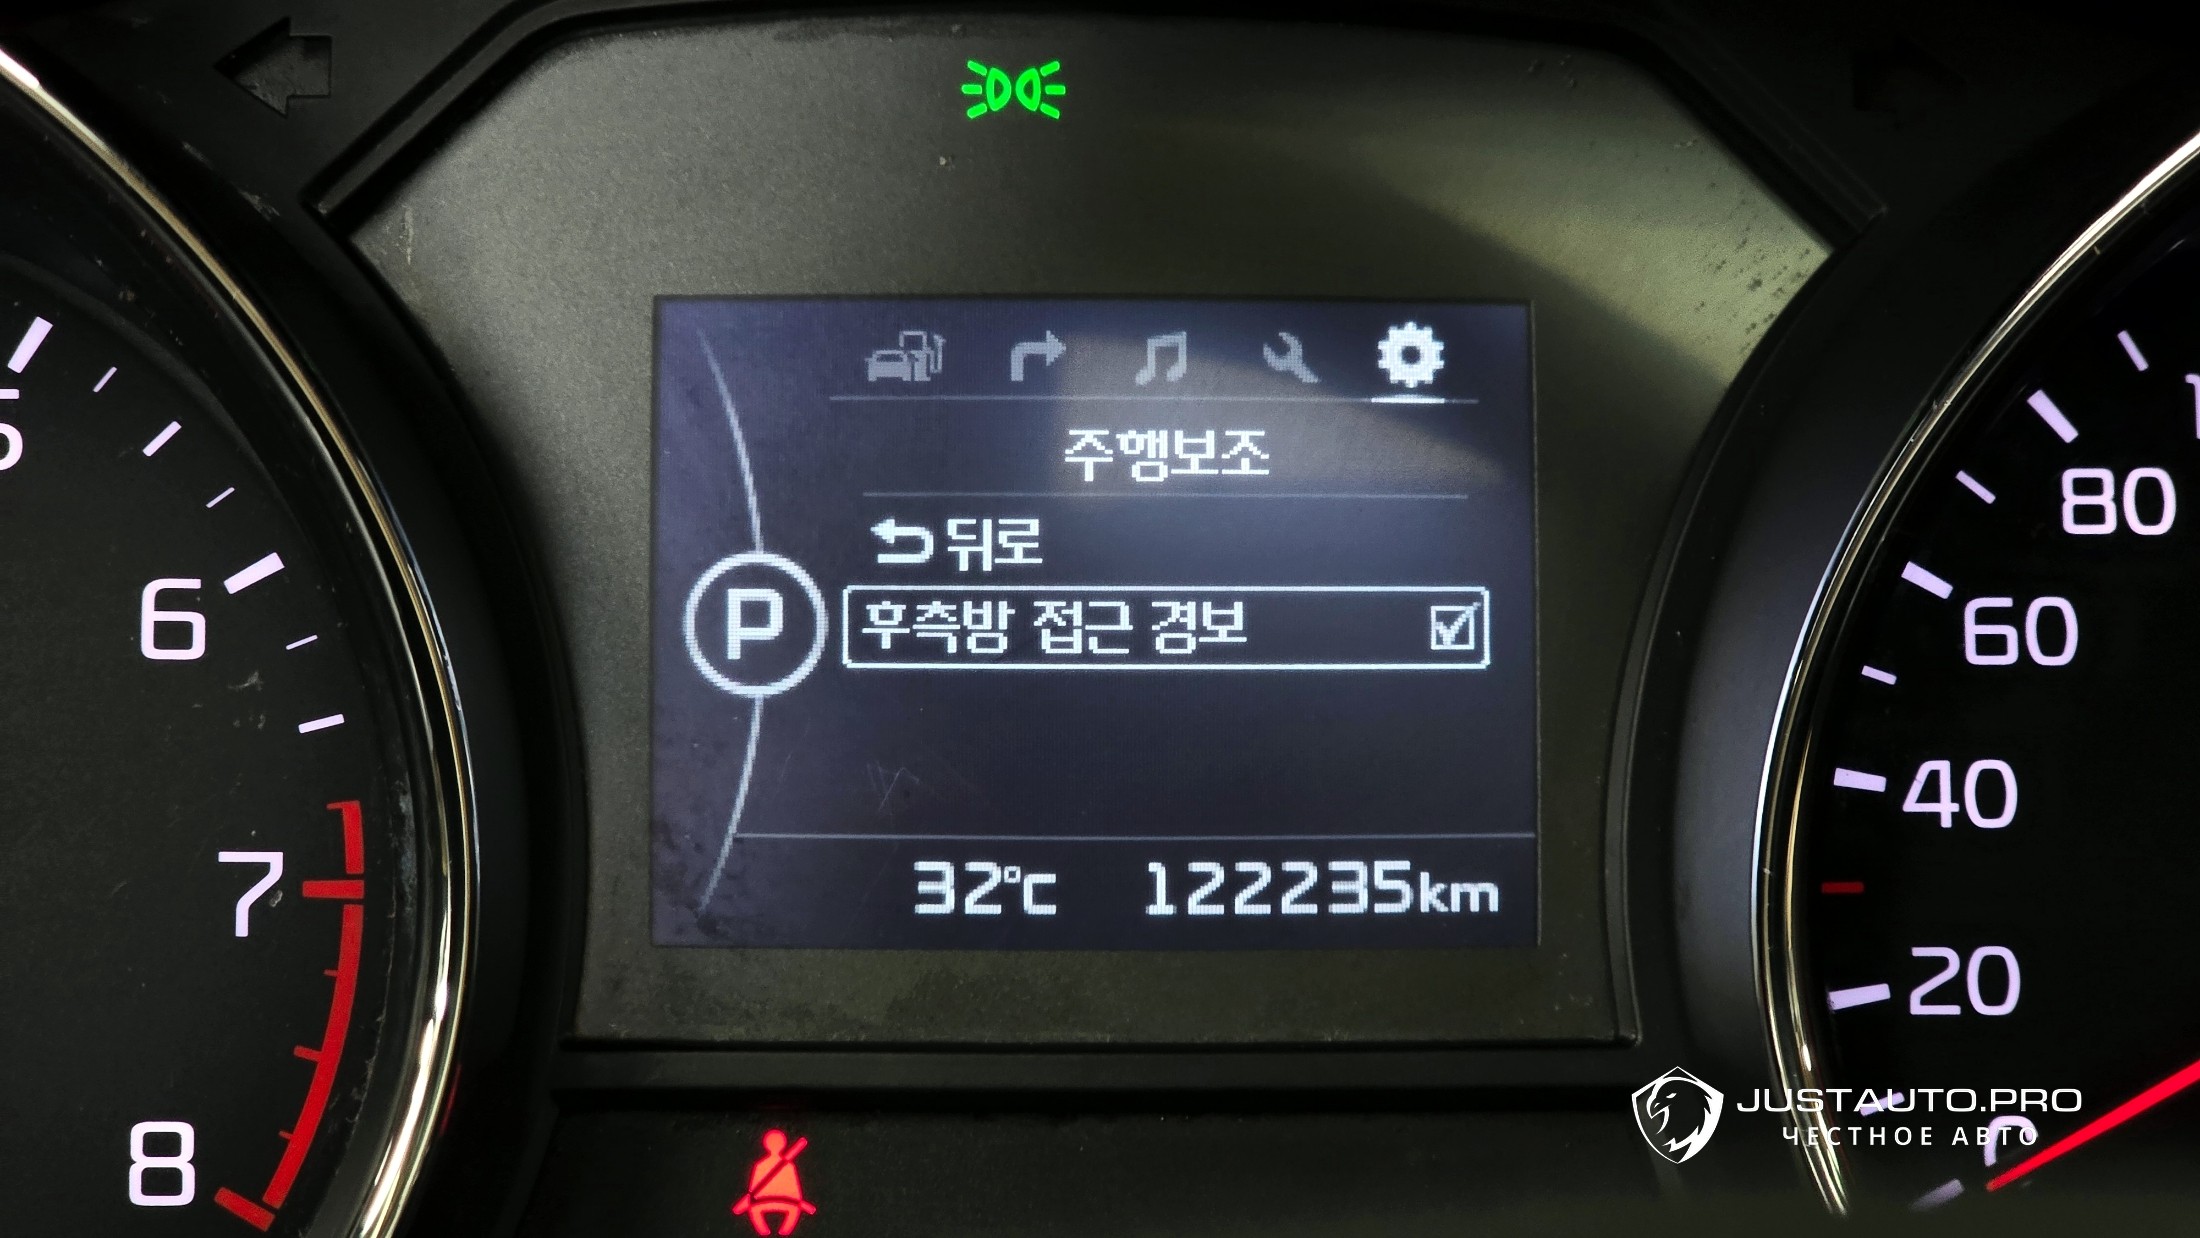 주행보조
뒤로
후측방 접근 경보
P
32°C 122235km
5
6
7
8
80
60
40
20
0
JUSTAUTO.PRO
ЧЕСТНОЕ АВТО